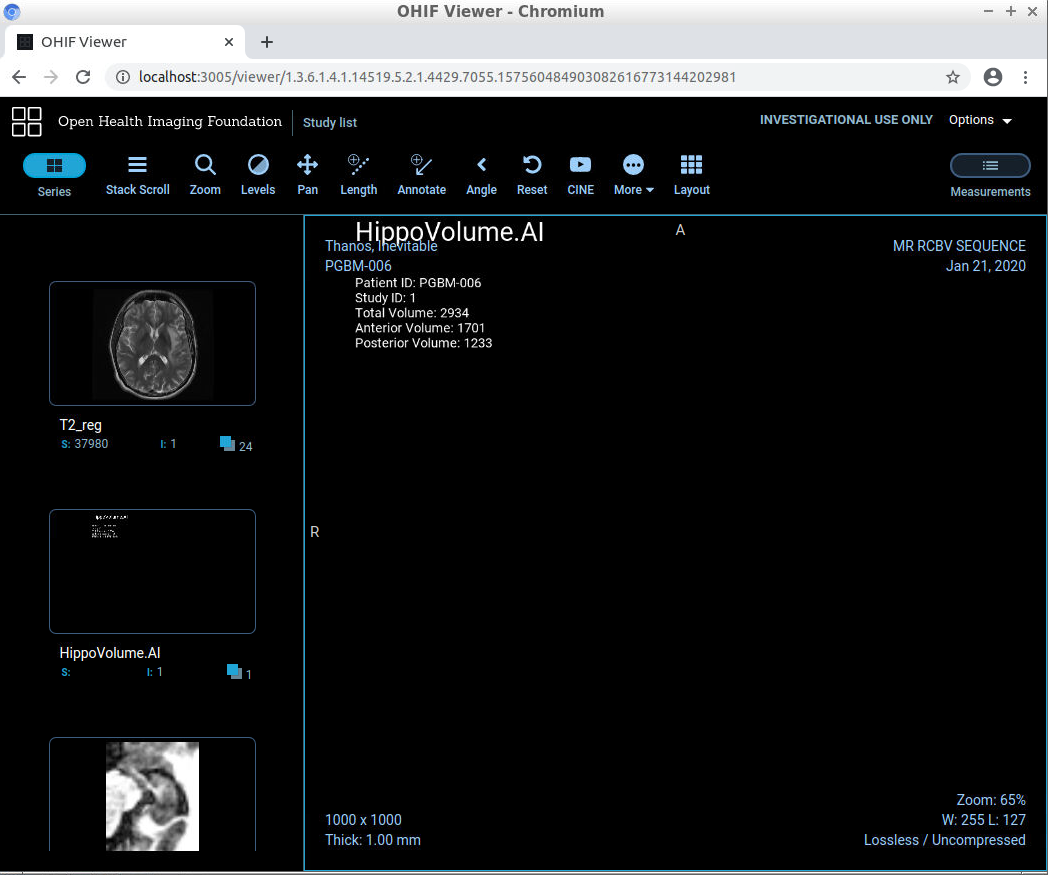 OHIF Viewer - Chromium
OHIF Viewer
localhost:3005/viewer/1.3.6.1.4.1.14519.5.2.1.4429.7055.157560484903082616773144202981
Open Health Imaging Foundation
Study list
INVESTIGATIONAL USE ONLY
Options
Series
Stack Scroll
Zoom
Levels
Pan
Length
Annotate
Angle
Reset
CINE
More
Layout
Measurements
T2_reg
S: 37980
I: 1
24
HippoVolume.AI
S:
I: 1
1
HippoVolume.AI
A
Thanos, Inevitable
PGBM-006
MR RCBV SEQUENCE
Jan 21, 2020
Patient ID: PGBM-006
Study ID: 1
Total Volume: 2934
Anterior Volume: 1701
Posterior Volume: 1233
R
1000 x 1000
Thick: 1.00 mm
Zoom: 65%
W: 255 L: 127
Lossless / Uncompressed